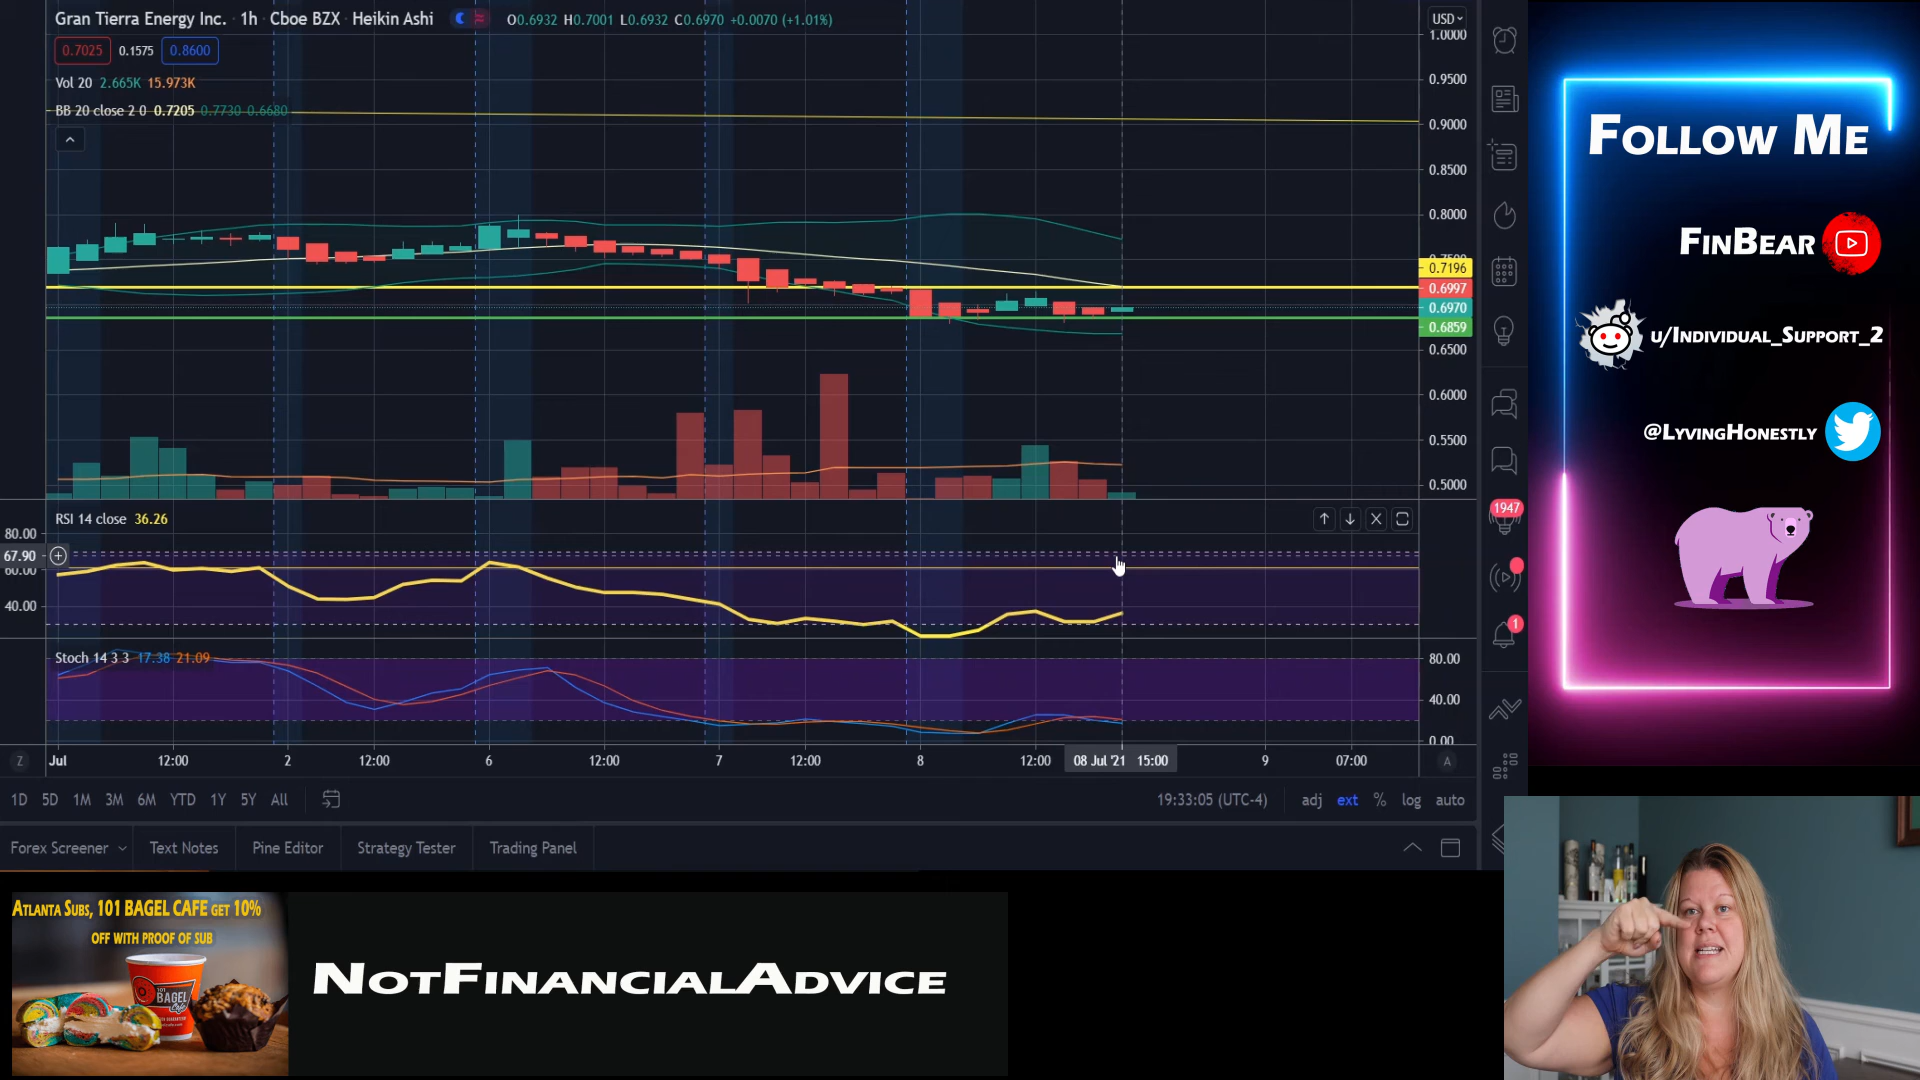 Gran Tierra Energy Inc. · 1h · Cboe BZX · Heikin Ashi
O0.6932 H0.7001 L0.6932 C0.6970 +0.0070 (+1.01%)
USD
0.7025 0.1575 0.8600
Vol 20 2.665K 15.973K
BB 20 close 2 0 0.7205 0.7730 0.6680
1.0000
0.9500
0.9000
0.8500
0.8000
0.7196
0.6997
0.6970
0.6859
0.6500
0.6000
0.5500
0.5000
RSI 14 close 36.26
80.00
67.90
60.00
40.00
Stoch 14 3 3 17.38 21.09
80.00
40.00
0.00
Z Jul 12:00 2 12:00 6 12:00 7 12:00 8 12:00 08 Jul '21 15:00 9 07:00 A
1D 5D 1M 3M 6M YTD 1Y 5Y All
19:33:05 (UTC-4) adj ext % log auto
Forex Screener Text Notes Pine Editor Strategy Tester Trading Panel
1947
1
Follow Me
FinBear
u/Individual_Support_2
@LyvingHonestly
Atlanta Subs, 101 BAGEL CAFE get 10%
off with proof of sub
101
BAGEL
Cafe
NotFinancialAdvice